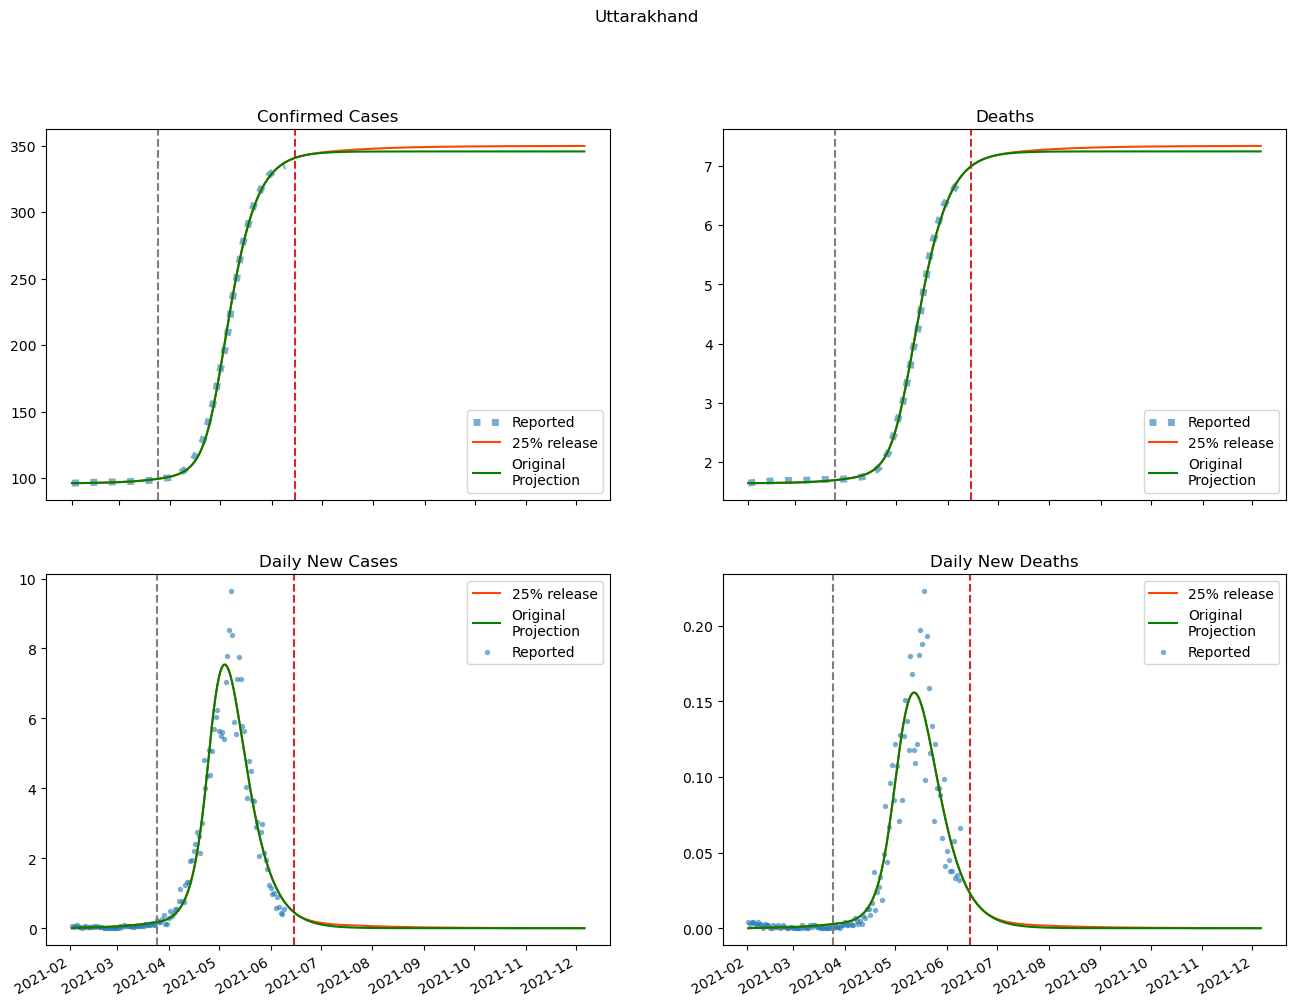 Uttarakhand
Confirmed Cases
350
300
250
200
150
100
Reported
25% release
Original
Projection
Deaths
7
6
5
4
3
2
Reported
25% release
Original
Projection
Daily New Cases
10
8
6
4
2
0
25% release
Original
Projection
Reported
2021-02
2021-03
2021-04
2021-05
2021-06
2021-07
2021-08
2021-09
2021-10
2021-11
2021-12
Daily New Deaths
0.20
0.15
0.10
0.05
0.00
25% release
Original
Projection
Reported
2021-02
2021-03
2021-04
2021-05
2021-06
2021-07
2021-08
2021-09
2021-10
2021-11
2021-12